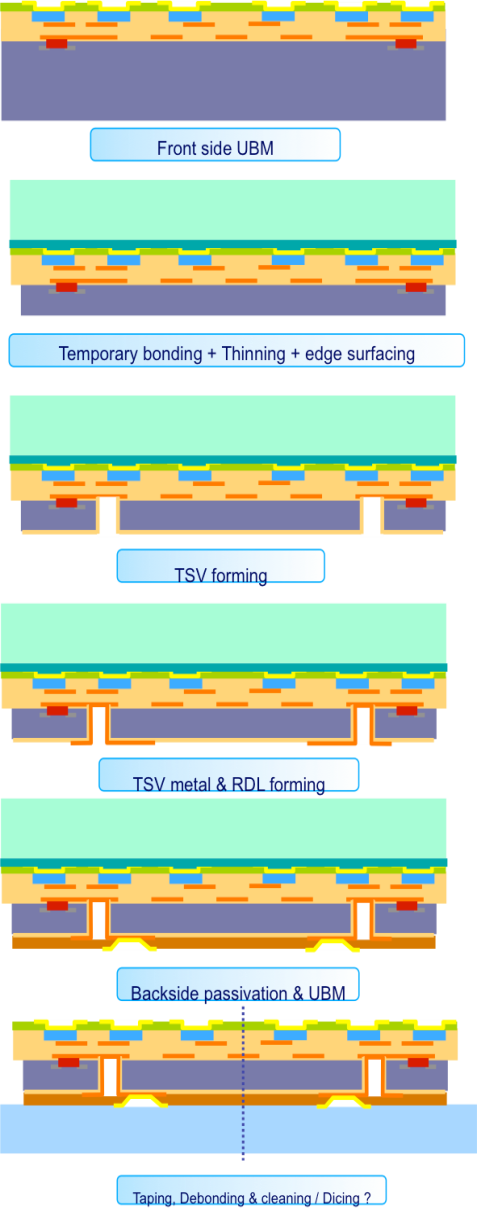 Front side UBM
Temporary bonding + Thinning + edge surfacing
TSV forming
TSV metal & RDL forming
Backside passivation & UBM
Taping, Debonding & cleaning / Dicing ?